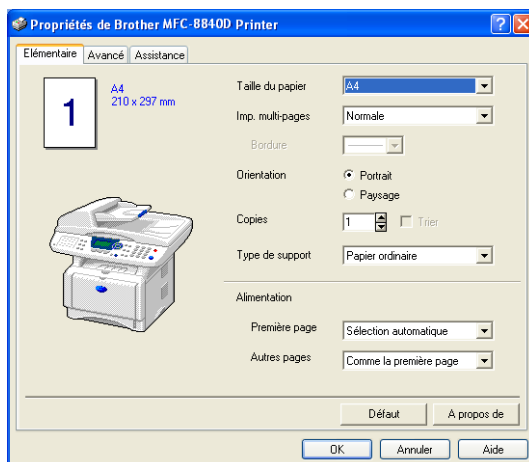 Propriétés de Brother MFC-8840D Printer
Elémentaire Avancé Assistance
1
A4
210 x 297 mm
Taille du papier A4
Imp. multi-pages Normale
Bordure
Orientation Portrait
Paysage
Copies 1 Trier
Type de support Papier ordinaire
Alimentation
Première page Sélection automatique
Autres pages Comme la première page
Défaut A propos de
OK Annuler Aide